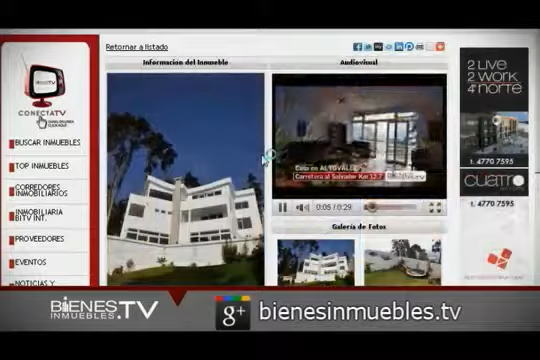 Retornar a listado
Información del Inmueble
Audiovisual
CONECTATV
BUSCAR INMUEBLES
TOP INMUEBLES
CORREDORES
INMOBILIARIOS
INMOBILIARIA
BITV INT.
PROVEEDORES
EVENTOS
NOTICIAS Y
Casa en ALTOVALLE
Carretera al Salvador Km 12.7
0:05 / 0:29
Galería de Fotos
2 LIVE
2 WORK
4 NORTE
t. 4770 7595
CUATRO
t. 4770 7595
BIENES
INMUEBLES
.TV
g+
bienesinmuebles.tv